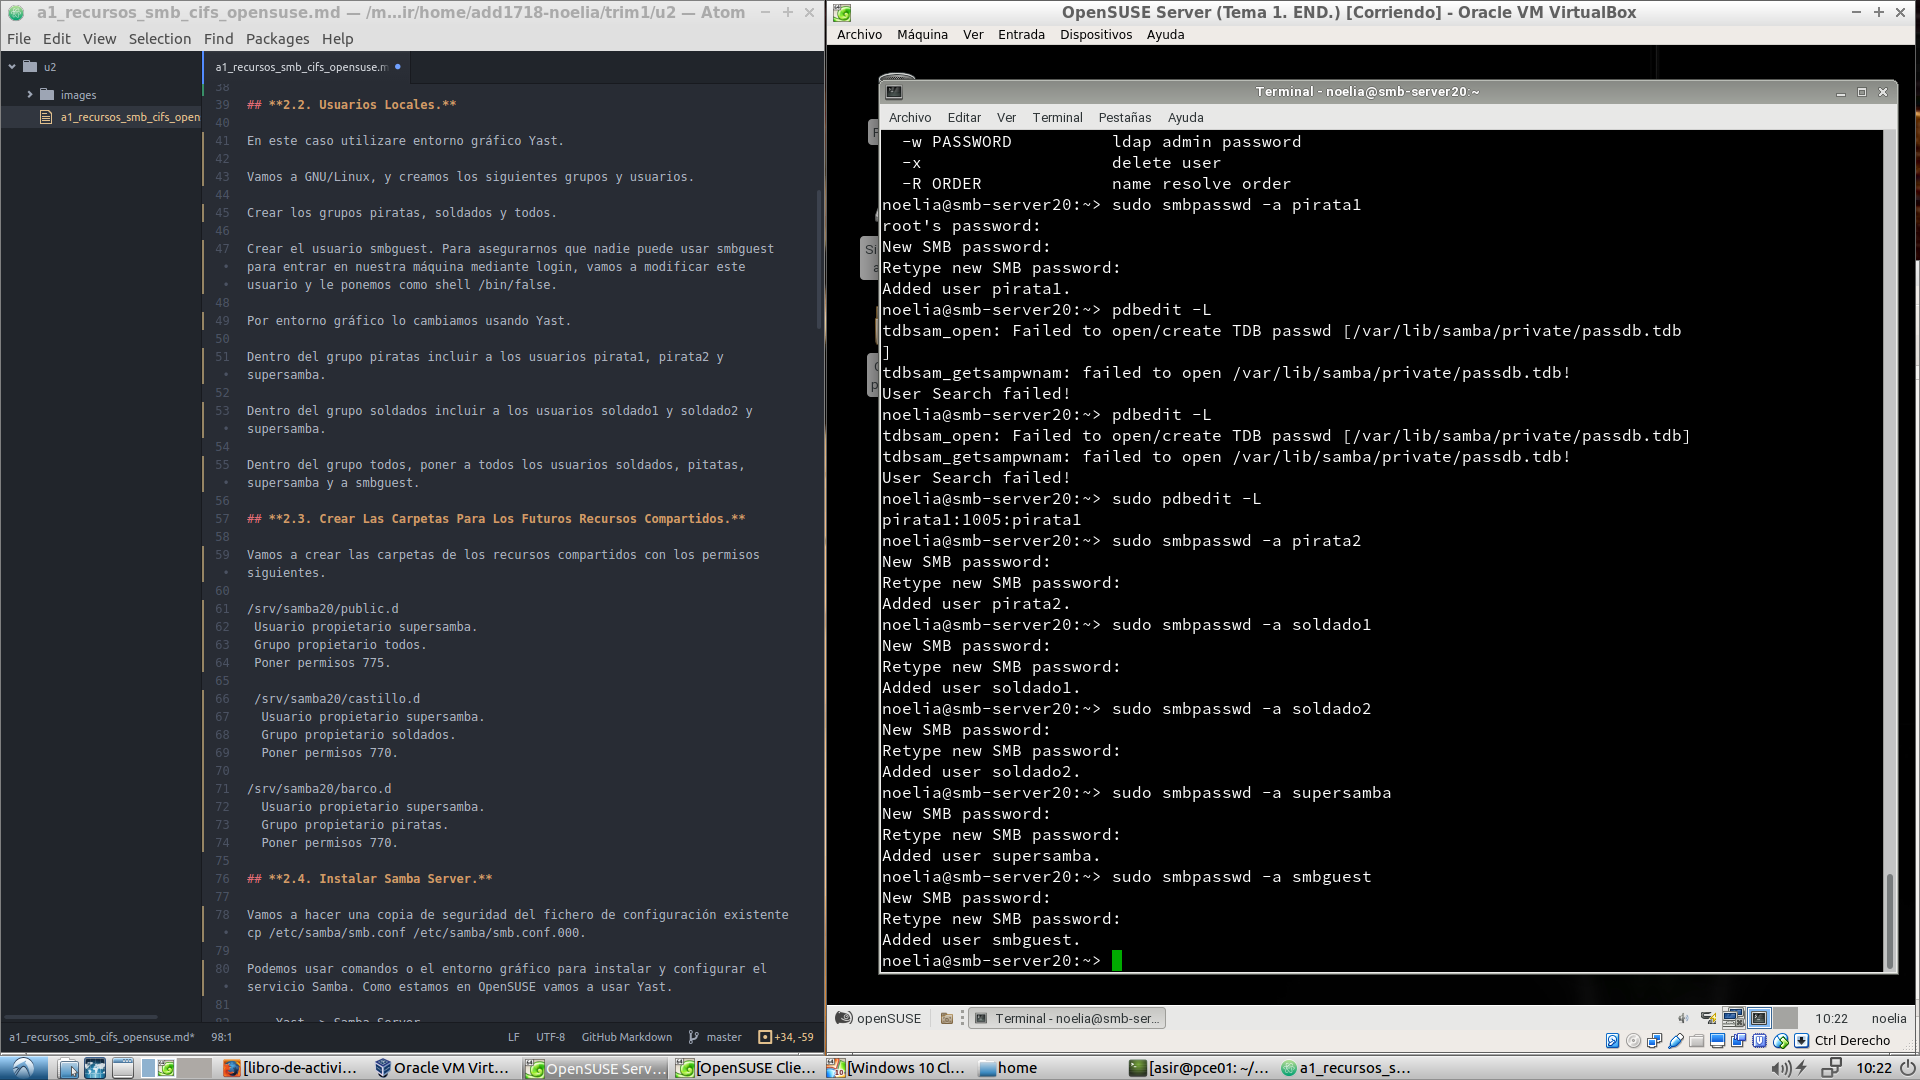 a1_recursos_smb_cifs_opensuse.md — /m...ir/home/add1718-noelia/trim1/u2 — Atom
File Edit View Selection Find Packages Help
u2
images
a1_recursos_smb_cifs_open
a1_recursos_smb_cifs_opensuse.m
38
39 ## **2.2. Usuarios Locales.**
40
41 En este caso utilizare entorno gráfico Yast.
42
43 Vamos a GNU/Linux, y creamos los siguientes grupos y usuarios.
44
45 Crear los grupos piratas, soldados y todos.
46
47 Crear el usuario smbguest. Para asegurarnos que nadie puede usar smbguest
para entrar en nuestra máquina mediante login, vamos a modificar este
usuario y le ponemos como shell /bin/false.
48
49 Por entorno gráfico lo cambiamos usando Yast.
50
51 Dentro del grupo piratas incluir a los usuarios pirata1, pirata2 y
supersamba.
52
53 Dentro del grupo soldados incluir a los usuarios soldado1 y soldado2 y
supersamba.
54
55 Dentro del grupo todos, poner a todos los usuarios soldados, pitatas,
supersamba y a smbguest.
56
57 ## **2.3. Crear Las Carpetas Para Los Futuros Recursos Compartidos.**
58
59 Vamos a crear las carpetas de los recursos compartidos con los permisos
siguientes.
60
61 /srv/samba20/public.d
62 Usuario propietario supersamba.
63 Grupo propietario todos.
64 Poner permisos 775.
65
66 /srv/samba20/castillo.d
67 Usuario propietario supersamba.
68 Grupo propietario soldados.
69 Poner permisos 770.
70
71 /srv/samba20/barco.d
72 Usuario propietario supersamba.
73 Grupo propietario piratas.
74 Poner permisos 770.
75
76 ## **2.4. Instalar Samba Server.**
77
78 Vamos a hacer una copia de seguridad del fichero de configuración existente
cp /etc/samba/smb.conf /etc/samba/smb.conf.000.
79
80 Podemos usar comandos o el entorno gráfico para instalar y configurar el
servicio Samba. Como estamos en OpenSUSE vamos a usar Yast.
81
a1_recursos_smb_cifs_opensuse.md* 98:1 LF UTF-8 GitHub Markdown master +34, -59
OpenSUSE Server (Tema 1. END.) [Corriendo] - Oracle VM VirtualBox
Archivo Máquina Ver Entrada Dispositivos Ayuda
Terminal - noelia@smb-server20:~
Archivo Editar Ver Terminal Pestañas Ayuda
-w PASSWORD ldap admin password
-x delete user
-R ORDER name resolve order
noelia@smb-server20:~> sudo smbpasswd -a pirata1
root's password:
New SMB password:
Retype new SMB password:
Added user pirata1.
noelia@smb-server20:~> pdbedit -L
tdbsam_open: Failed to open/create TDB passwd [/var/lib/samba/private/passdb.tdb
]
tdbsam_getsampwnam: failed to open /var/lib/samba/private/passdb.tdb!
User Search failed!
noelia@smb-server20:~> pdbedit -L
tdbsam_open: Failed to open/create TDB passwd [/var/lib/samba/private/passdb.tdb]
tdbsam_getsampwnam: failed to open /var/lib/samba/private/passdb.tdb!
User Search failed!
noelia@smb-server20:~> sudo pdbedit -L
pirata1:1005:pirata1
noelia@smb-server20:~> sudo smbpasswd -a pirata2
New SMB password:
Retype new SMB password:
Added user pirata2.
noelia@smb-server20:~> sudo smbpasswd -a soldado1
New SMB password:
Retype new SMB password:
Added user soldado1.
noelia@smb-server20:~> sudo smbpasswd -a soldado2
New SMB password:
Retype new SMB password:
Added user soldado2.
noelia@smb-server20:~> sudo smbpasswd -a supersamba
New SMB password:
Retype new SMB password:
Added user supersamba.
noelia@smb-server20:~> sudo smbpasswd -a smbguest
New SMB password:
Retype new SMB password:
Added user smbguest.
noelia@smb-server20:~>
openSUSE Terminal - noelia@smb-ser... 10:22 noelia
Ctrl Derecho
[libro-de-activi... Oracle VM Virt... OpenSUSE Serv... [OpenSUSE Clie... [Windows 10 Cl... home [asir@pce01: ~/... a1_recursos_s... 10:22